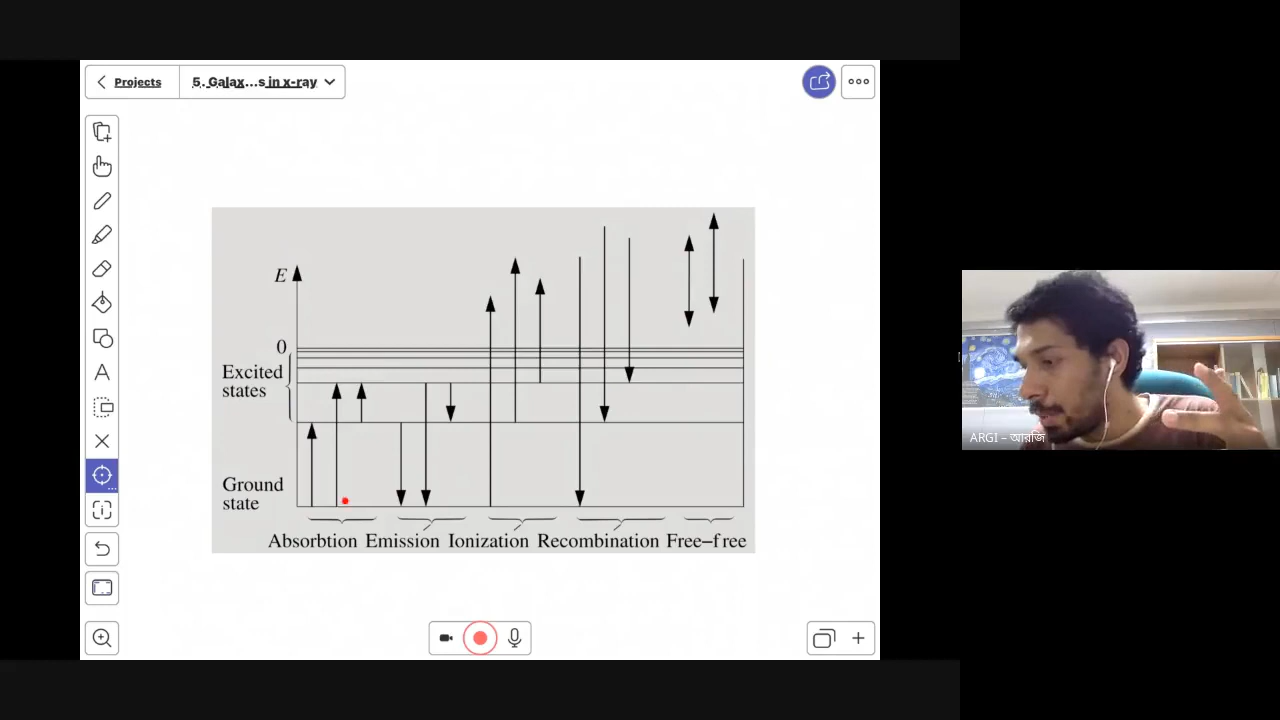 Projects
5. Galax...s in x-ray
E
0
Excited
states
Ground
state
Absorbtion Emission Ionization Recombination Free–free
A
ARGI – আরজি